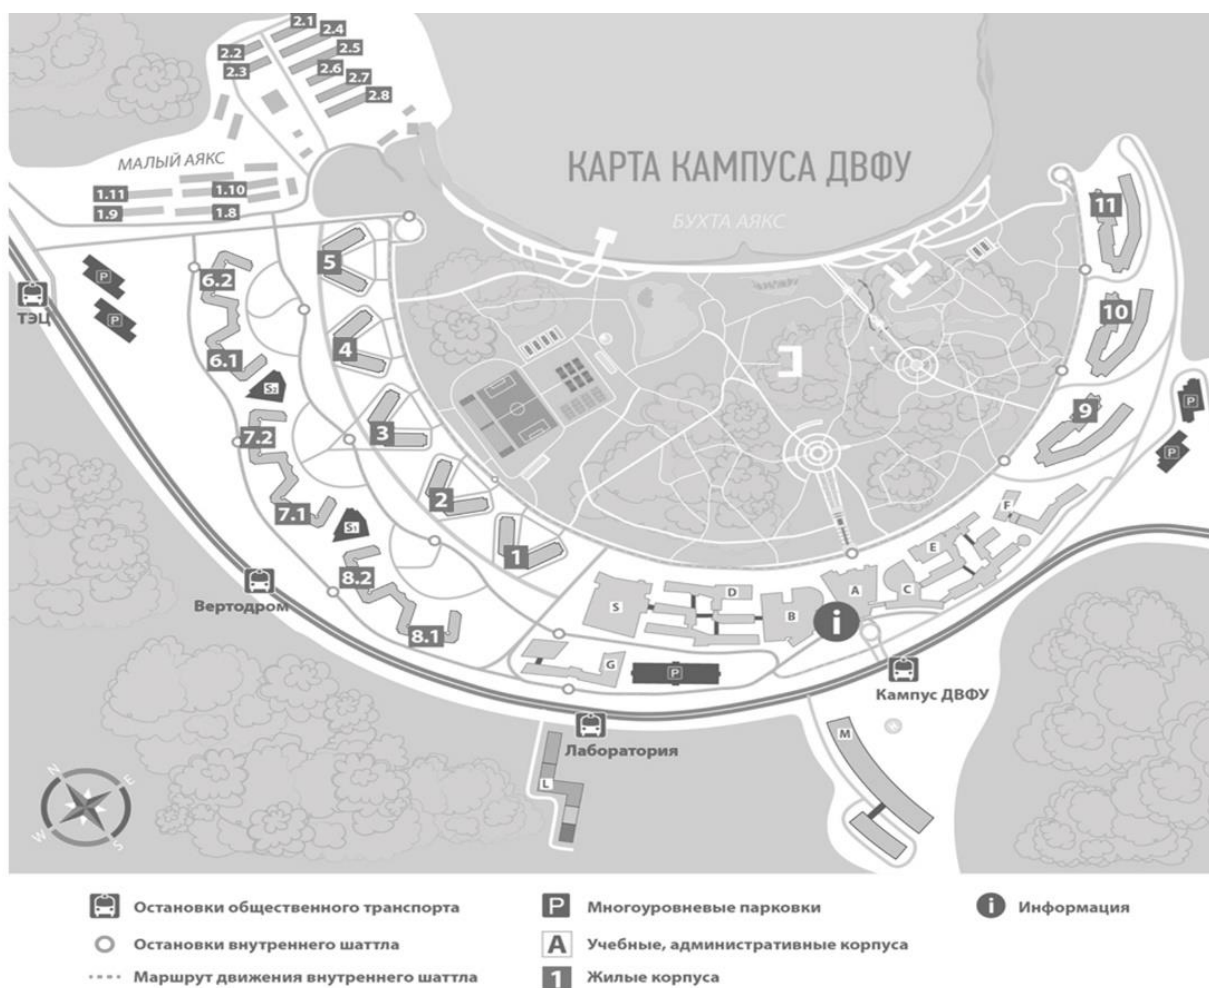 2.1
2.4
2.2
2.5
2.3
2.6
2.7
2.8
МАЛЫЙ АЯКС
КАРТА КАМПУСА ДВФУ
1.11
1.10
1.9
1.8
БУХТА АЯКС
11
5
6.2
P
ТЭЦ
P
10
4
6.1
S2
9
P
3
7.2
P
2
7.1
S1
F
1
E
8.2
Вертодром
D
A
C
S
B
i
8.1
G
P
Кампус ДВФУ
M
Лаборатория
L
N
E
W
S
Остановки общественного транспорта
P Многоуровневые парковки
i Информация
Остановки внутреннего шаттла
A Учебные, административные корпуса
Маршрут движения внутреннего шаттла
1 Жилые корпуса